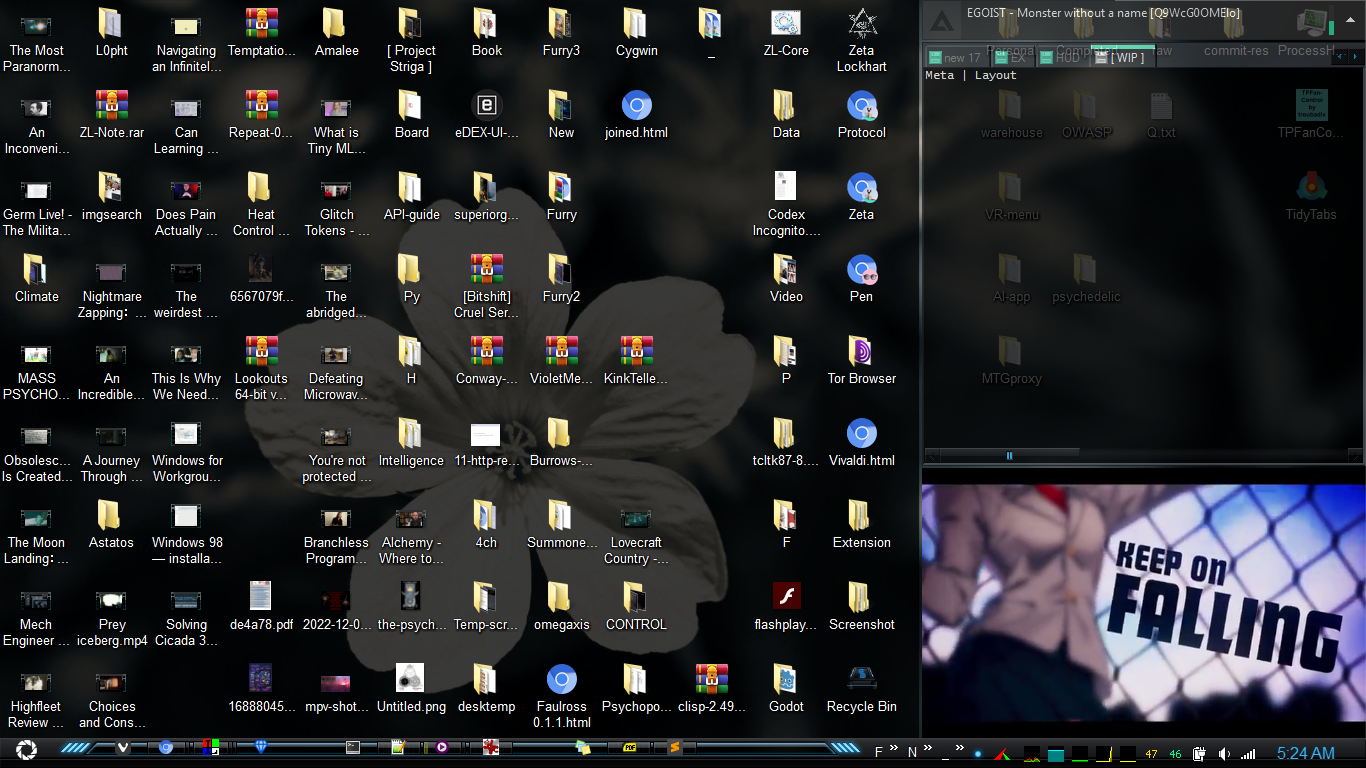 The Most
Paranorm...
L0pht
Navigating
an Infinitel...
Temptatio...
Amalee
[ Project
Striga ]
Book
Furry3
Cygwin
_
ZL-Core
Zeta
Lockhart
An
Inconveni...
ZL-Note.rar
Can
Learning ...
Repeat-0...
What is
Tiny ML...
Board
eDEX-UI-...
New
joined.html
Data
Protocol
Germ Live! -
The Milita...
imgsearch
Does Pain
Actually ...
Heat
Control ...
Glitch
Tokens - ...
API-guide
superiorg...
Furry
Codex
Incognito....
Zeta
Climate
Nightmare
Zapping: ...
The
weirdest ...
6567079f...
The
abridged...
Py
[Bitshift]
Cruel Ser...
Furry2
Video
Pen
MASS
PSYCHO...
An
Incredible...
This Is Why
We Need...
Lookouts
64-bit v...
Defeating
Microwav...
H
Conway-...
VioletMe...
KinkTelle...
P
Tor Browser
Obsolesc...
Is Created...
A Journey
Through ...
Windows for
Workgrou...
You're not
protected ...
Intelligence
11-http-re...
Burrows-...
tcltk87-8....
Vivaldi.html
The Moon
Landing: ...
Astatos
Windows 98
— installa...
Branchless
Program...
Alchemy -
Where to...
4ch
Summone...
Lovecraft
Country -...
F
Extension
Mech
Engineer ...
Prey
iceberg.mp4
Solving
Cicada 3...
de4a78.pdf
2022-12-0...
the-psych...
Temp-scr...
omegaxis
CONTROL
flashplay...
Screenshot
Highfleet
Review ...
Choices
and Cons...
16888045...
mpv-shot...
Untitled.png
desktemp
Faulross
0.1.1.html
Psychopo...
clisp-2.49...
Godot
Recycle Bin
EGOIST - Monster without a name [Q9WcG0OMElo]
Personal
Completed
raw
commit-res
ProcessH...
new 17
EX
HUD
[ WIP ]
Meta | Layout
warehouse
OWASP
Q.txt
TPFanCo...
VR-menu
TidyTabs
AI-app
psychedelic
MTGproxy
KEEP ON
FALLING
F » N » _ »
47
46
5:24 AM